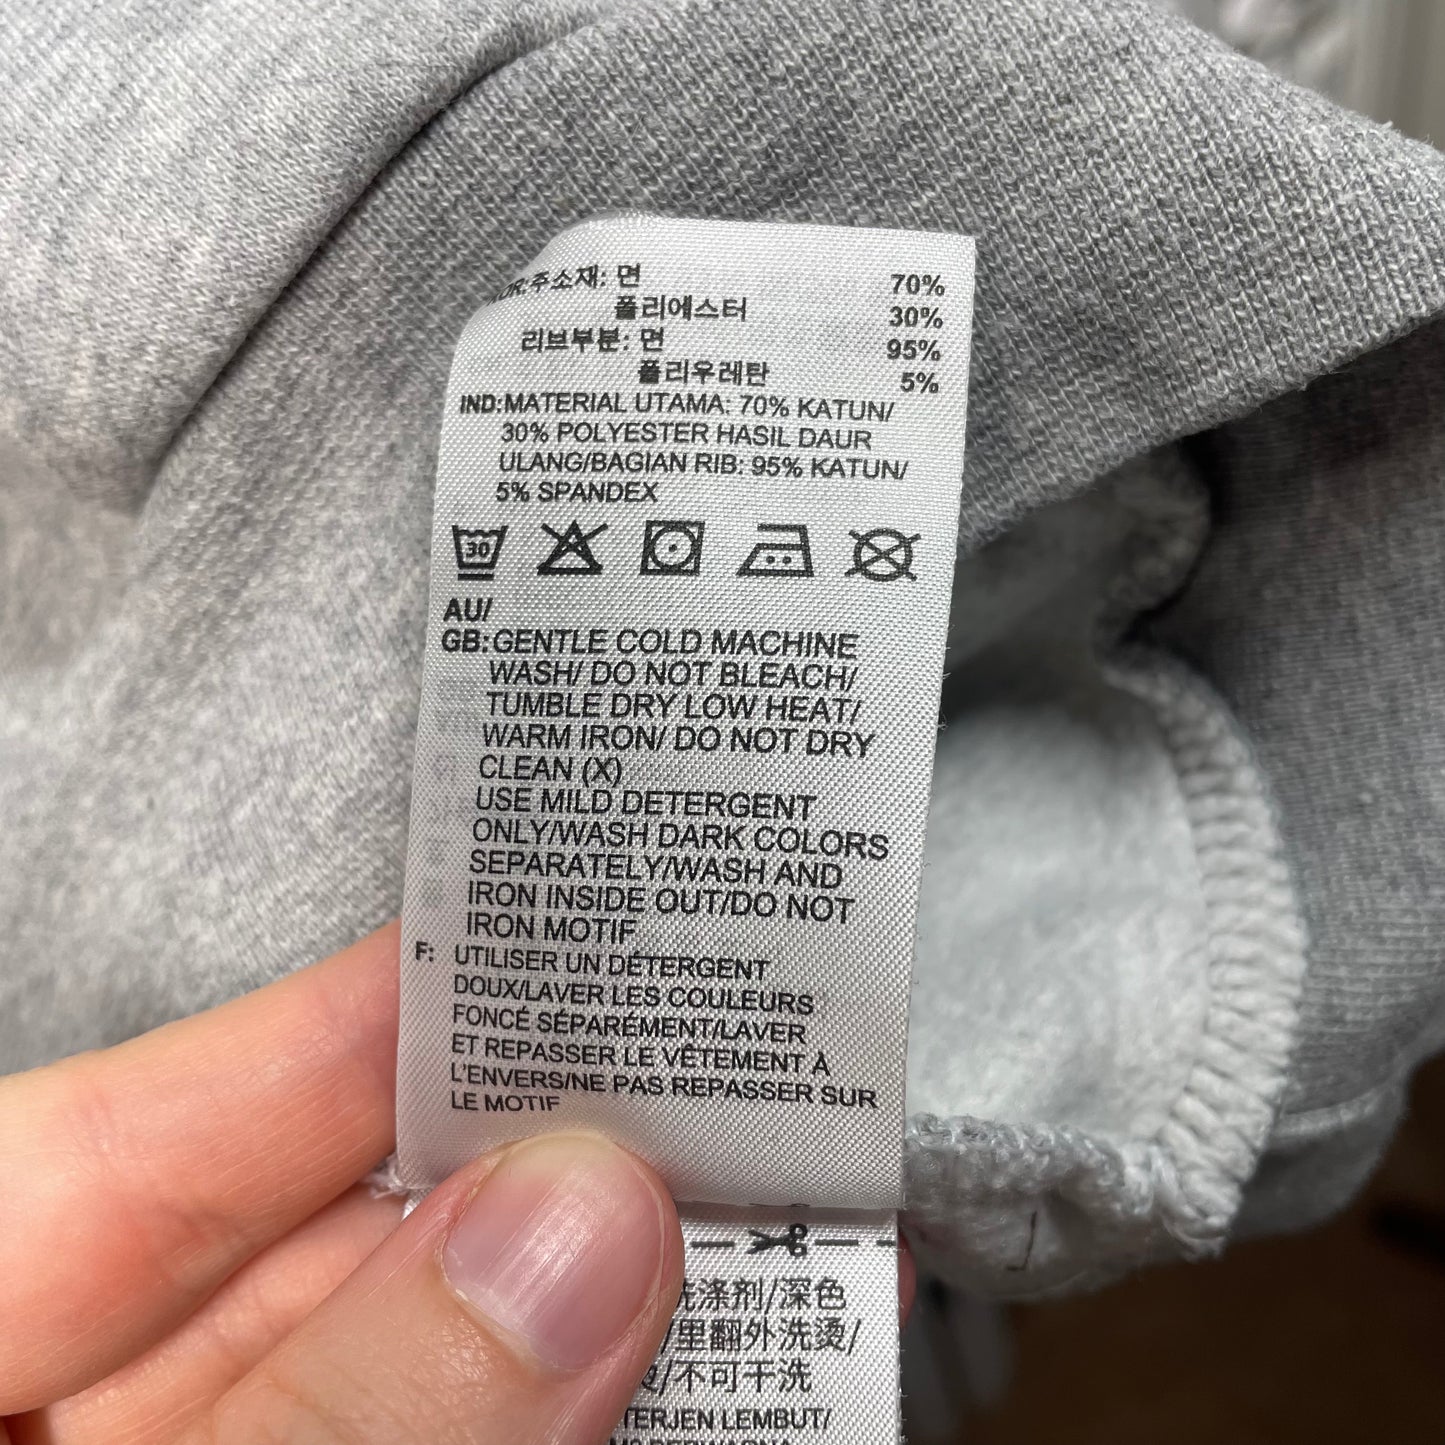 KOR:주소재: 면 70%
폴리에스터 30%
리브부분: 면 95%
폴리우레탄 5%
IND:MATERIAL UTAMA: 70% KATUN/
30% POLYESTER HASIL DAUR
ULANG/BAGIAN RIB: 95% KATUN/
5% SPANDEX
30
AU/
GB:GENTLE COLD MACHINE
WASH/ DO NOT BLEACH/
TUMBLE DRY LOW HEAT/
WARM IRON/ DO NOT DRY
CLEAN (X)
USE MILD DETERGENT
ONLY/WASH DARK COLORS
SEPARATELY/WASH AND
IRON INSIDE OUT/DO NOT
IRON MOTIF
F: UTILISER UN DÉTERGENT
DOUX/LAVER LES COULEURS
FONCÉ SÉPARÉMENT/LAVER
ET REPASSER LE VÊTEMENT À
L'ENVERS/NE PAS REPASSER SUR
LE MOTIF
洗涤剂/深色
/里翻外洗烫/
/不可干洗
TERJEN LEMBUT/